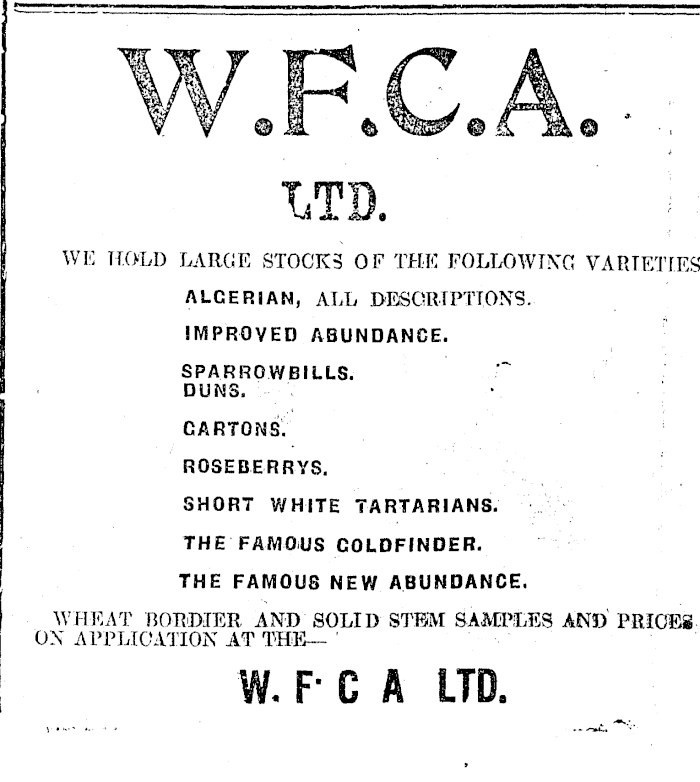 W.F.C.A.
LTD.
WE HOLD LARGE STOCKS OF THE FOLLOWING VARIETIES
ALGERIAN, ALL DESCRIPTIONS.
IMPROVED ABUNDANCE.
SPARROWBILLS.
DUNS.
GARTONS.
ROSEBERRYS.
SHORT WHITE TARTARIANS.
THE FAMOUS GOLDFINDER.
THE FAMOUS NEW ABUNDANCE.
WHEAT BORDIER AND SOLID STEM SAMPLES AND PRICES
ON APPLICATION AT THE—
W. F. C A LTD.